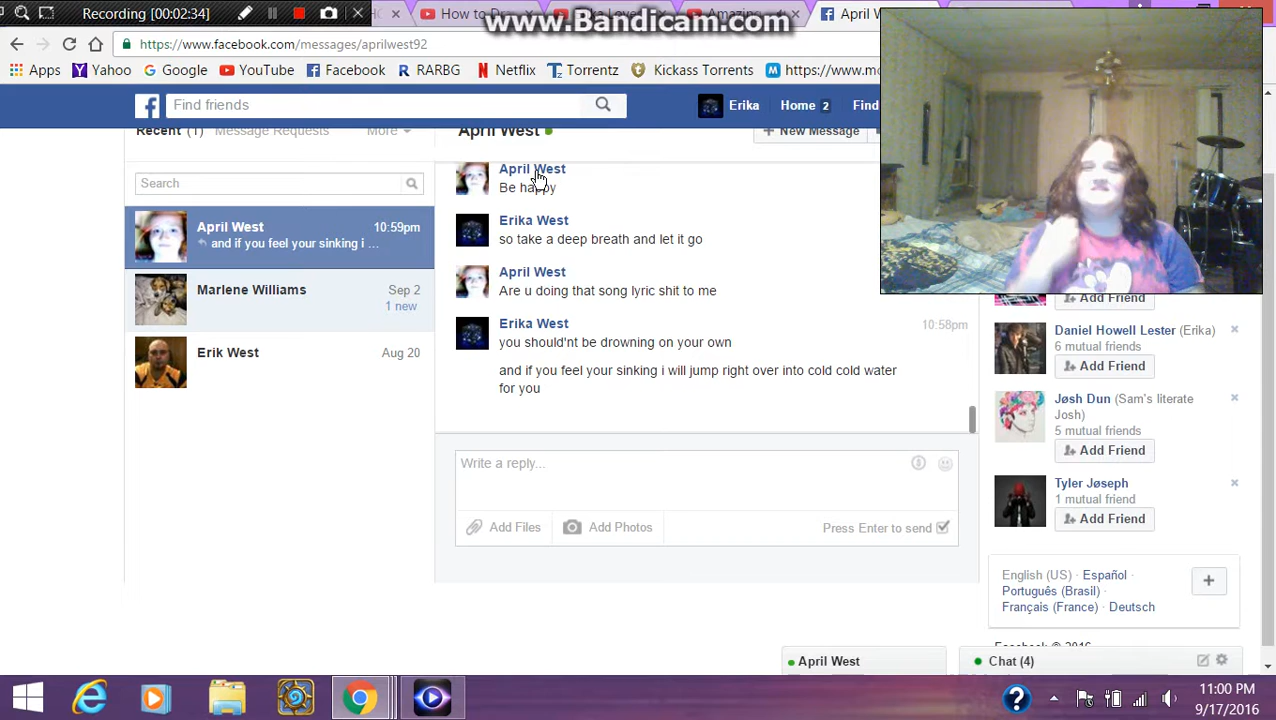 Recording [00:02:34]
www.Bandicam.com
How to Dr
Love
Amazing
April W
https://www.facebook.com/messages/aprilwest92
Apps Yahoo Google YouTube Facebook RARBG Netflix Torrentz Kickass Torrents https://www.mo
Find friends
Erika Home 2 Find
Recent (1) Message Requests More
April West
+ New Message
Search
April West 10:59pm
and if you feel your sinking i ...
Marlene Williams Sep 2
1 new
Erik West Aug 20
April West
Be happy
Erika West
so take a deep breath and let it go
April West
Are u doing that song lyric shit to me
Erika West 10:58pm
you should'nt be drowning on your own
and if you feel your sinking i will jump right over into cold cold water
for you
Write a reply...
Add Files Add Photos Press Enter to send
Add Friend
Daniel Howell Lester (Erika)
6 mutual friends
Add Friend
Jøsh Dun (Sam's literate
Josh)
5 mutual friends
Add Friend
Tyler Jøseph
1 mutual friend
Add Friend
English (US) · Español ·
Português (Brasil) ·
Français (France) · Deutsch
Facebook © 2016
April West
Chat (4)
11:00 PM
9/17/2016